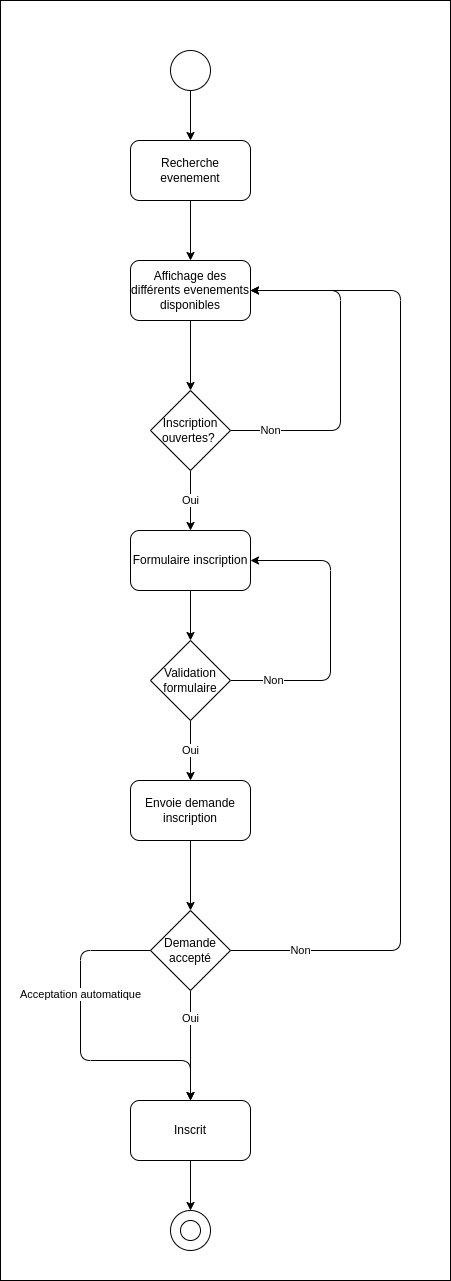 Recherche
evenement
Affichage des
différents evenements
disponibles
Inscription
ouvertes?
Non
Oui
Formulaire inscription
Validation
formulaire
Non
Oui
Envoie demande
inscription
Demande
accepté
Non
Acceptation automatique
Oui
Inscrit